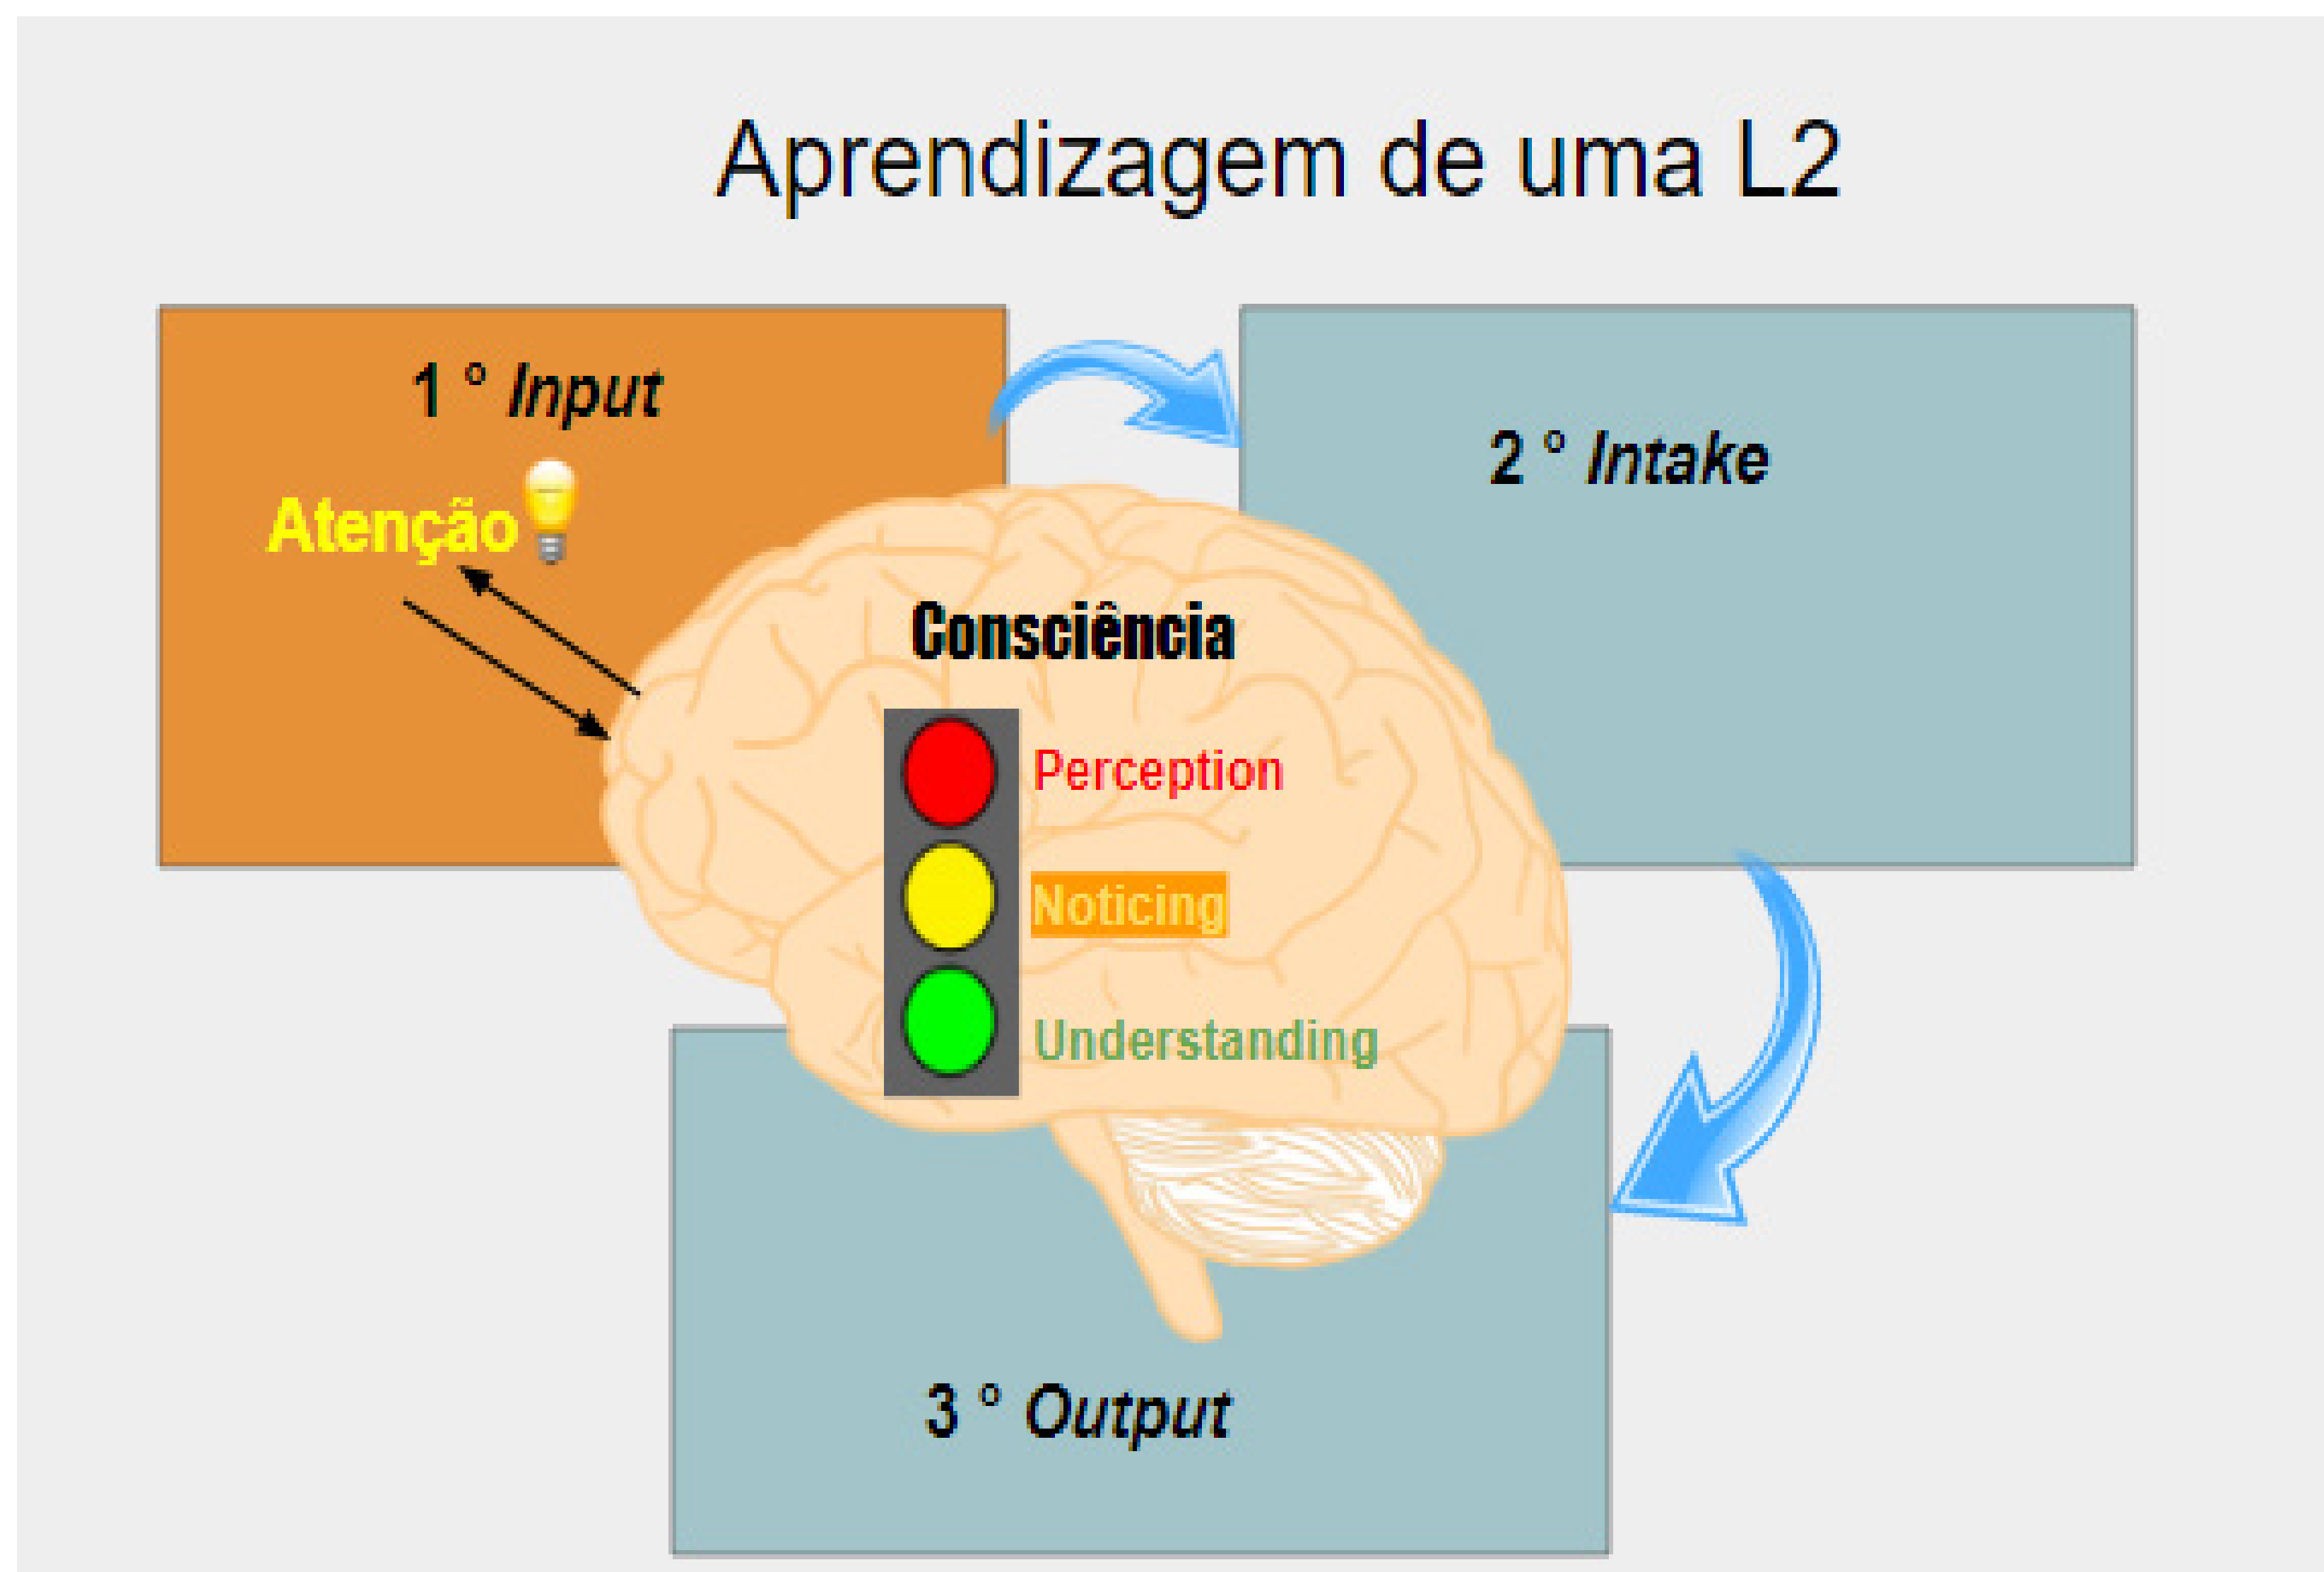 Aprendizagem de uma L2
1 º Input
Atenção
2 º Intake
Consciência
Perception
Noticing
Understanding
3 º Output